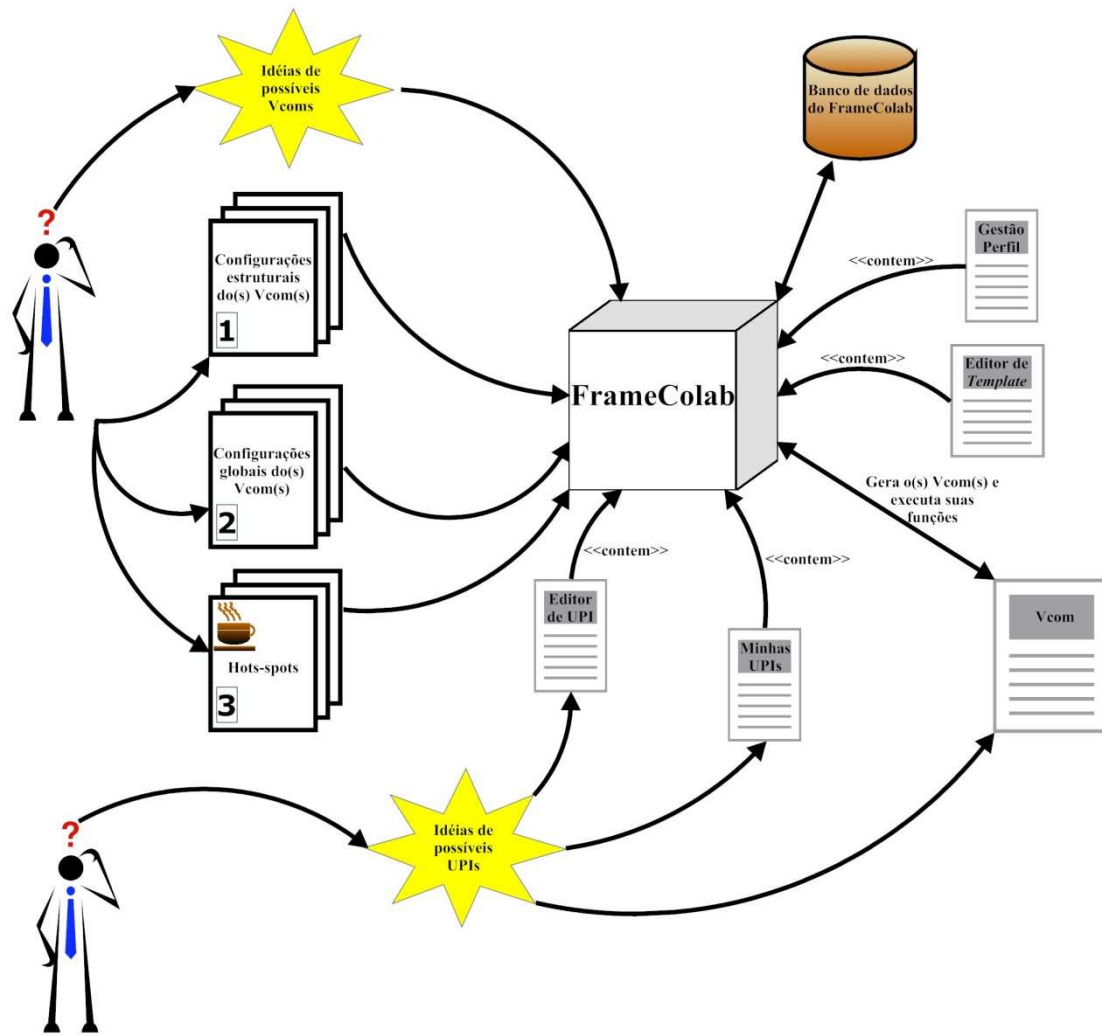 Idéias de
possíveis
Vcoms
Banco de dados
do FrameColab
?
Configurações
estruturais
do(s) Vcom(s)
1
Gestão
Perfil
<<contem>>
<<contem>>
Editor de
Template
FrameColab
Configurações
globais do(s)
Vcom(s)
2
Gera o(s) Vcom(s) e
executa suas
funções
<<contem>>
<<contem>>
Editor
de UPI
Minhas
UPIs
Vcom
Hots-spots
3
?
Idéias de
possíveis
UPIs